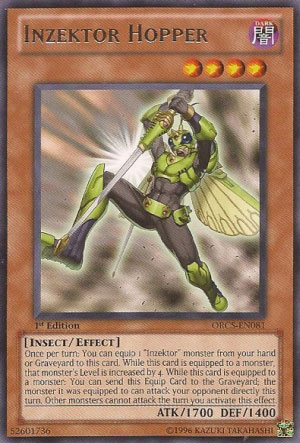 INZEKTOR HOPPER
DARK
闇
ORCS-EN081
1st Edition
[INSECT / EFFECT]
Once per turn: You can equip 1 "Inzektor" monster from your hand
or Graveyard to this card. While this card is equipped to a monster,
that monster's Level is increased by 4. While this card is equipped to
a monster: You can send this Equip Card to the Graveyard; the
monster it was equipped to can attack your opponent directly this
turn. Other monsters cannot attack the turn you activate this effect.
ATK/1700 DEF/1400
52601736
©1996 KAZUKI TAKAHASHI